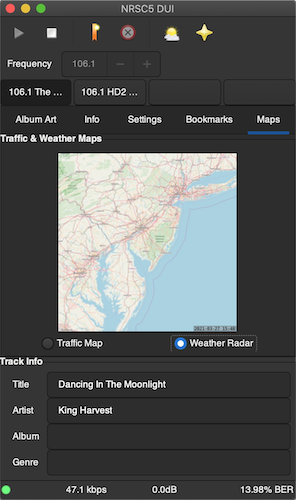 NRSC5 DUI
Frequency 106.1
106.1 The ... 106.1 HD2 ...
Album Art Info Settings Bookmarks Maps
Traffic & Weather Maps
2021-03-27 15:40
Traffic Map Weather Radar
Track Info
Title Dancing In The Moonlight
Artist King Harvest
Album
Genre
47.1 kbps 0.0dB 13.98% BER